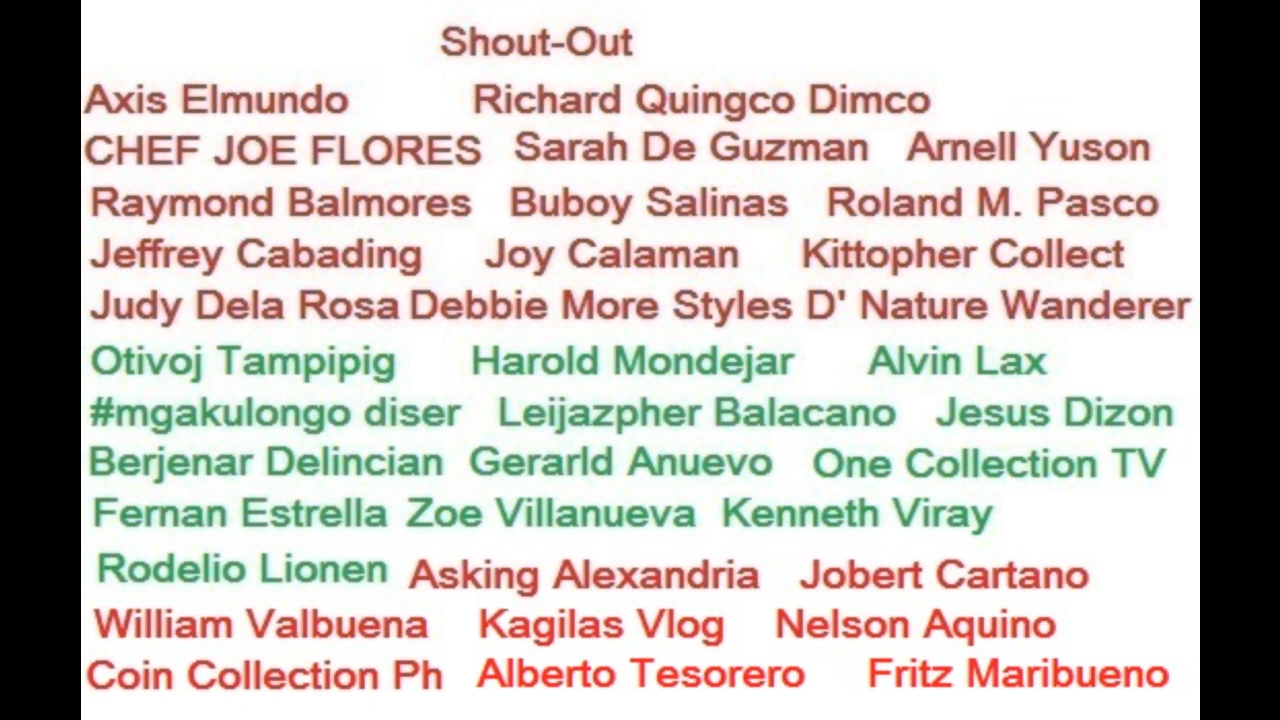 Shout-Out
Axis Elmundo Richard Quingco Dimco
CHEF JOE FLORES Sarah De Guzman Arnell Yuson
Raymond Balmores Buboy Salinas Roland M. Pasco
Jeffrey Cabading Joy Calaman Kittopher Collect
Judy Dela Rosa Debbie More Styles D' Nature Wanderer
Otivoj Tampipig Harold Mondejar Alvin Lax
#mgakulongo diser Leijazpher Balacano Jesus Dizon
Berjenar Delincian Gerarld Anuevo One Collection TV
Fernan Estrella Zoe Villanueva Kenneth Viray
Rodelio Lionen Asking Alexandria Jobert Cartano
William Valbuena Kagilas Vlog Nelson Aquino
Coin Collection Ph Alberto Tesorero Fritz Maribueno